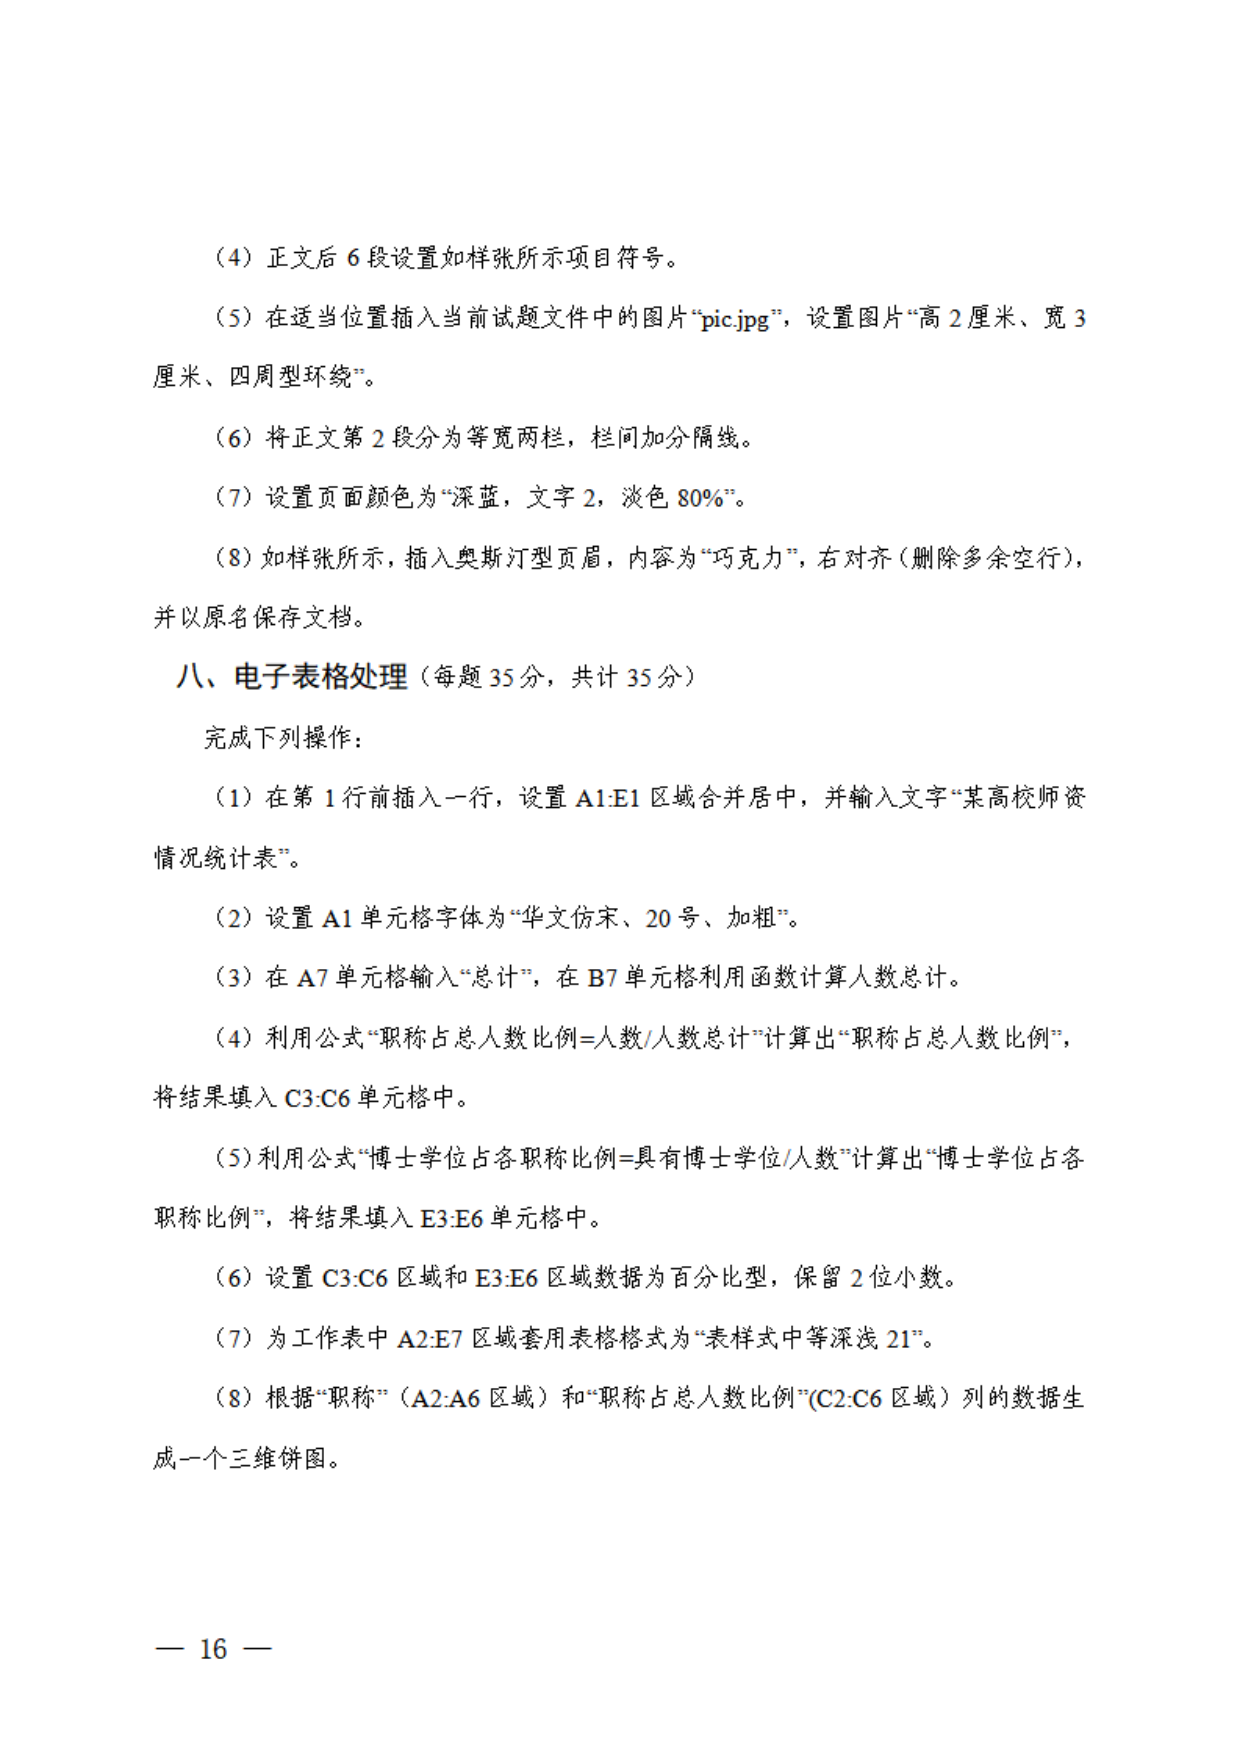 （4）正文后 6 段设置如样张所示项目符号。
（5）在适当位置插入当前试题文件中的图片“pic.jpg”，设置图片“高 2 厘米、宽 3
厘米、四周型环绕”。
（6）将正文第 2 段分为等宽两栏，栏间加分隔线。
（7）设置页面颜色为“深蓝，文字 2，淡色 80%”。
（8）如样张所示，插入奥斯汀型页眉，内容为“巧克力”，右对齐（删除多余空行），
并以原名保存文档。
八、电子表格处理（每题 35 分，共计 35 分）
完成下列操作：
（1）在第 1 行前插入一行，设置 A1:E1 区域合并居中，并输入文字“某高校师资
情况统计表”。
（2）设置 A1 单元格字体为“华文仿宋、20 号、加粗”。
（3）在 A7 单元格输入“总计”，在 B7 单元格利用函数计算人数总计。
（4）利用公式“职称占总人数比例=人数/人数总计”计算出“职称占总人数比例”，
将结果填入 C3:C6 单元格中。
（5）利用公式“博士学位占各职称比例=具有博士学位/人数”计算出“博士学位占各
职称比例”，将结果填入 E3:E6 单元格中。
（6）设置 C3:C6 区域和 E3:E6 区域数据为百分比型，保留 2 位小数。
（7）为工作表中 A2:E7 区域套用表格格式为“表样式中等深浅 21”。
（8）根据“职称”（A2:A6 区域）和“职称占总人数比例”(C2:C6 区域）列的数据生
成一个三维饼图。
— 16 —